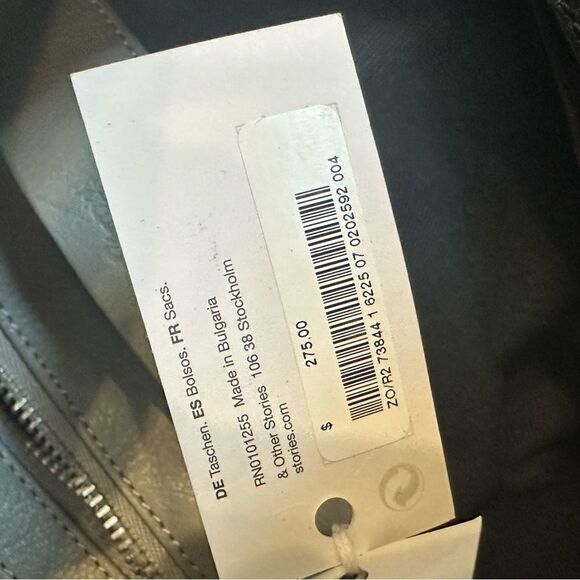 DE Taschen. ES Bolsos. FR Sacs.
RN0101255 Made in Bulgaria
& Other Stories 106 38 Stockholm
stories.com
$ 275.00
ZO/R2 73844 1 6225 07 0202592 004